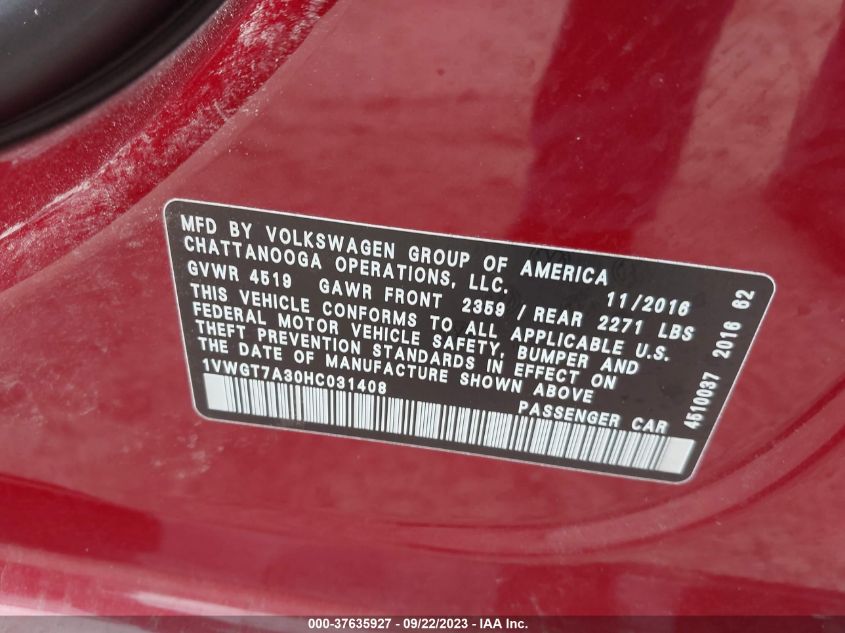 MFD BY VOLKSWAGEN GROUP OF AMERICA
CHATTANOOGA OPERATIONS, LLC.
GVWR 4519 GAWR FRONT 2359 / REAR 2271 LBS 11/2016
THIS VEHICLE CONFORMS TO ALL APPLICABLE U.S.
FEDERAL MOTOR VEHICLE SAFETY, BUMPER AND
THEFT PREVENTION STANDARDS IN EFFECT ON
THE DATE OF MANUFACTURE SHOWN ABOVE
1VWGT7A30HC031408
PASSENGER CAR
4510037 2016 62
000-37635927 - 09/22/2023 - IAA Inc.